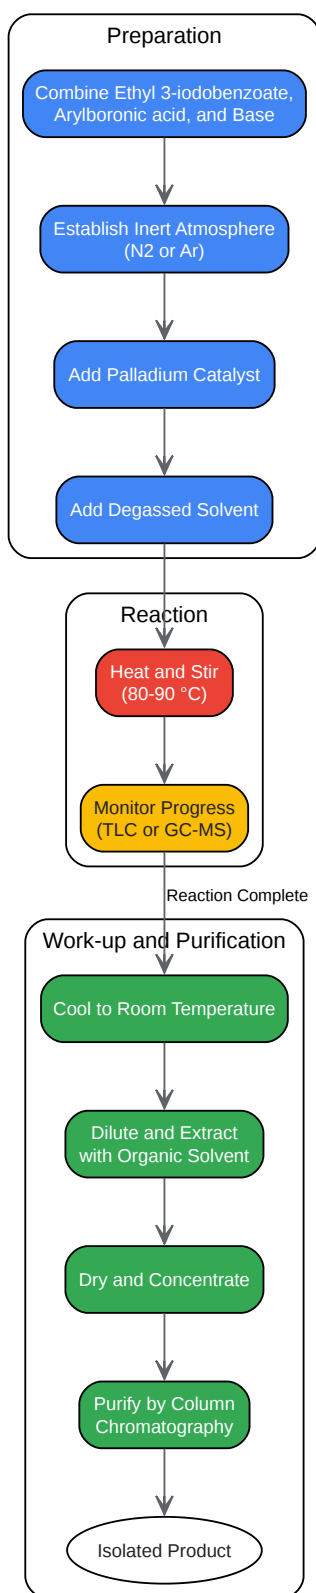 Preparation
Combine Ethyl 3-iodobenzoate,
Arylboronic acid, and Base
Establish Inert Atmosphere
(N2 or Ar)
Add Palladium Catalyst
Add Degassed Solvent
Reaction
Heat and Stir
(80-90 °C)
Monitor Progress
(TLC or GC-MS)
Reaction Complete
Work-up and Purification
Cool to Room Temperature
Dilute and Extract
with Organic Solvent
Dry and Concentrate
Purify by Column
Chromatography
Isolated Product